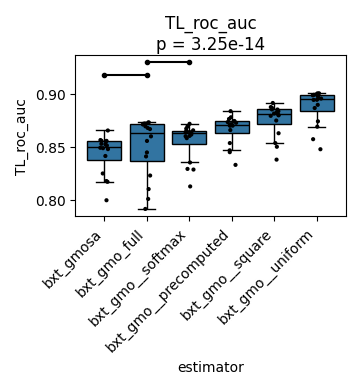 TL_roc_auc
p = 3.25e-14
TL_roc_auc
0.90
0.85
0.80
bxt_gmosa
bxt_gmo_full
bxt_gmo__softmax
bxt_gmo__precomputed
bxt_gmo__square
bxt_gmo__uniform
estimator